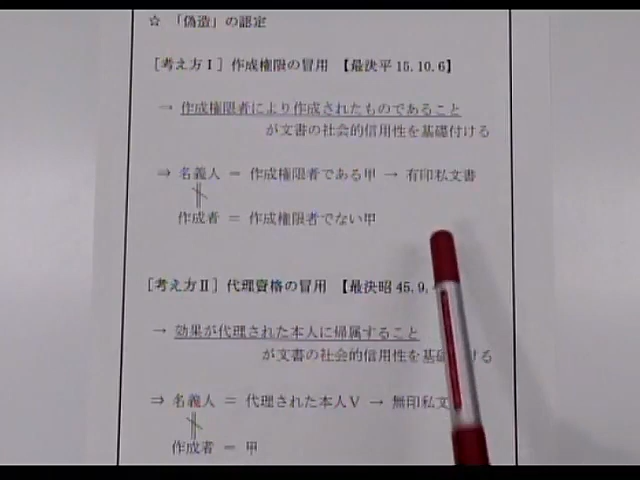 ☆ 「偽造」の認定
[考え方Ⅰ] 作成権限の冒用 【最決平15.10.6】
→ 作成権限者により作成されたものであること
が文書の社会的信用性を基礎付ける
⇒ 名義人 = 作成権限者である甲 → 有印私文書
作成者 = 作成権限者でない甲
[考え方Ⅱ] 代理資格の冒用 【最決昭45.9.
→ 効果が代理された本人に帰属すること
が文書の社会的信用性を基 ける
⇒ 名義人 = 代理された本人V → 無印私文
作成者 = 甲